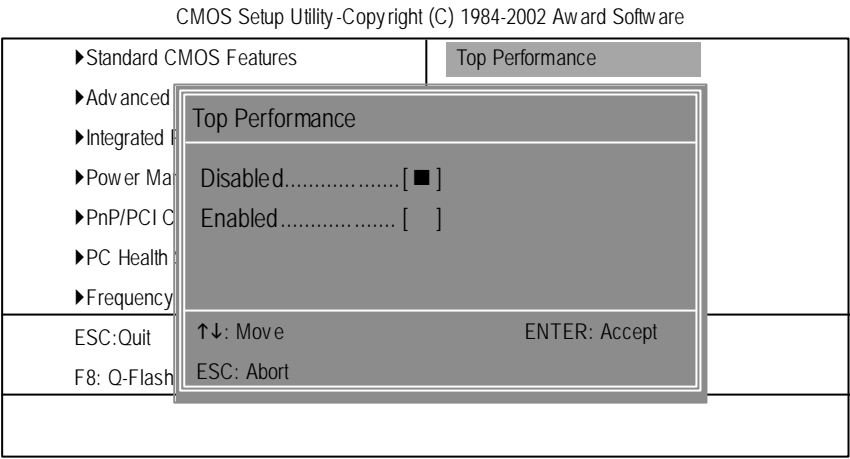 CMOS Setup Utility-Copyright (C) 1984-2002 Award Software
▶Standard CMOS Features
Top Performance
▶Advanced
▶Integrated
▶Power Ma
▶PnP/PCI C
▶PC Health
▶Frequency
Top Performance
Disabled...................[ ■ ]
Enabled................... [ ]
↑↓: Move
ENTER: Accept
ESC: Abort
ESC:Quit
F8: Q-Flash